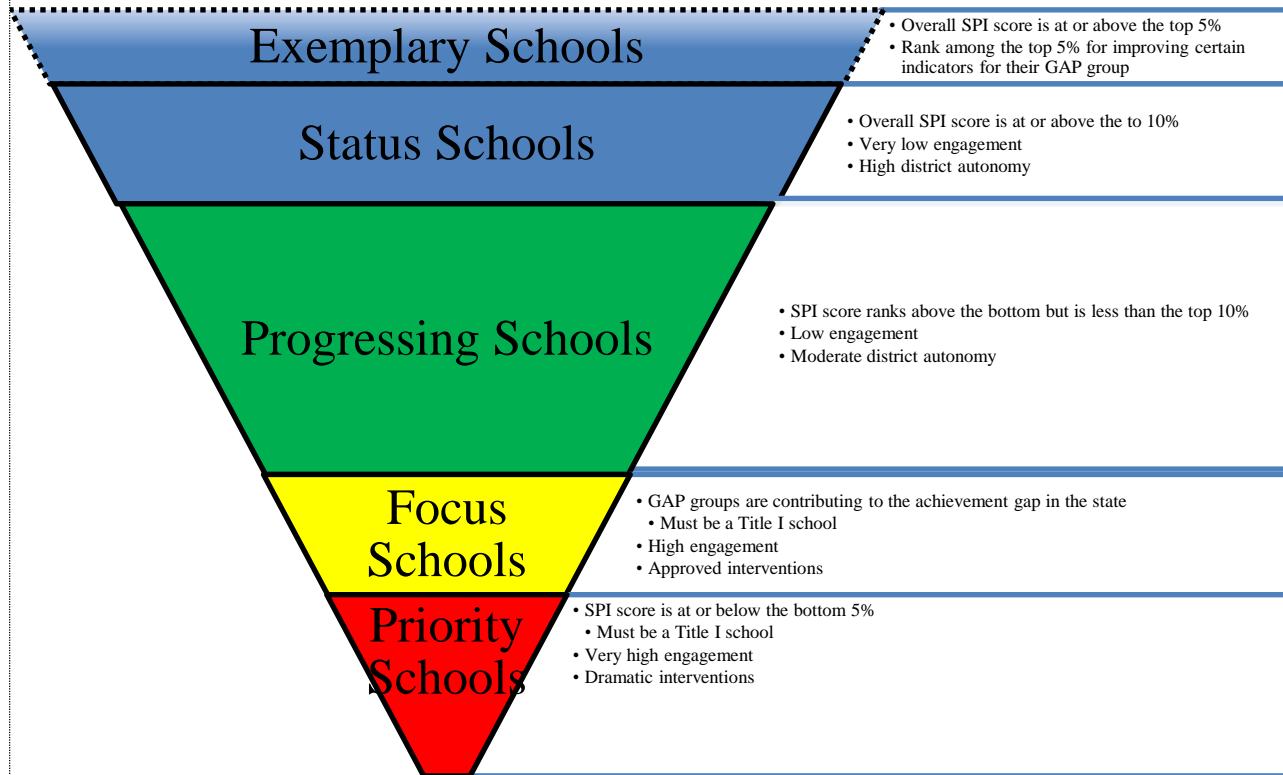 Exemplary Schools
• Overall SPI score is at or above the top 5%
• Rank among the top 5% for improving certain
indicators for their GAP group
Status Schools
• Overall SPI score is at or above the to 10%
• Very low engagement
• High district autonomy
Progressing Schools
• SPI score ranks above the bottom but is less than the top 10%
• Low engagement
• Moderate district autonomy
Focus
Schools
• GAP groups are contributing to the achievement gap in the state
• Must be a Title I school
• High engagement
• Approved interventions
Priority
Schools
• SPI score is at or below the bottom 5%
• Must be a Title I school
• Very high engagement
• Dramatic interventions